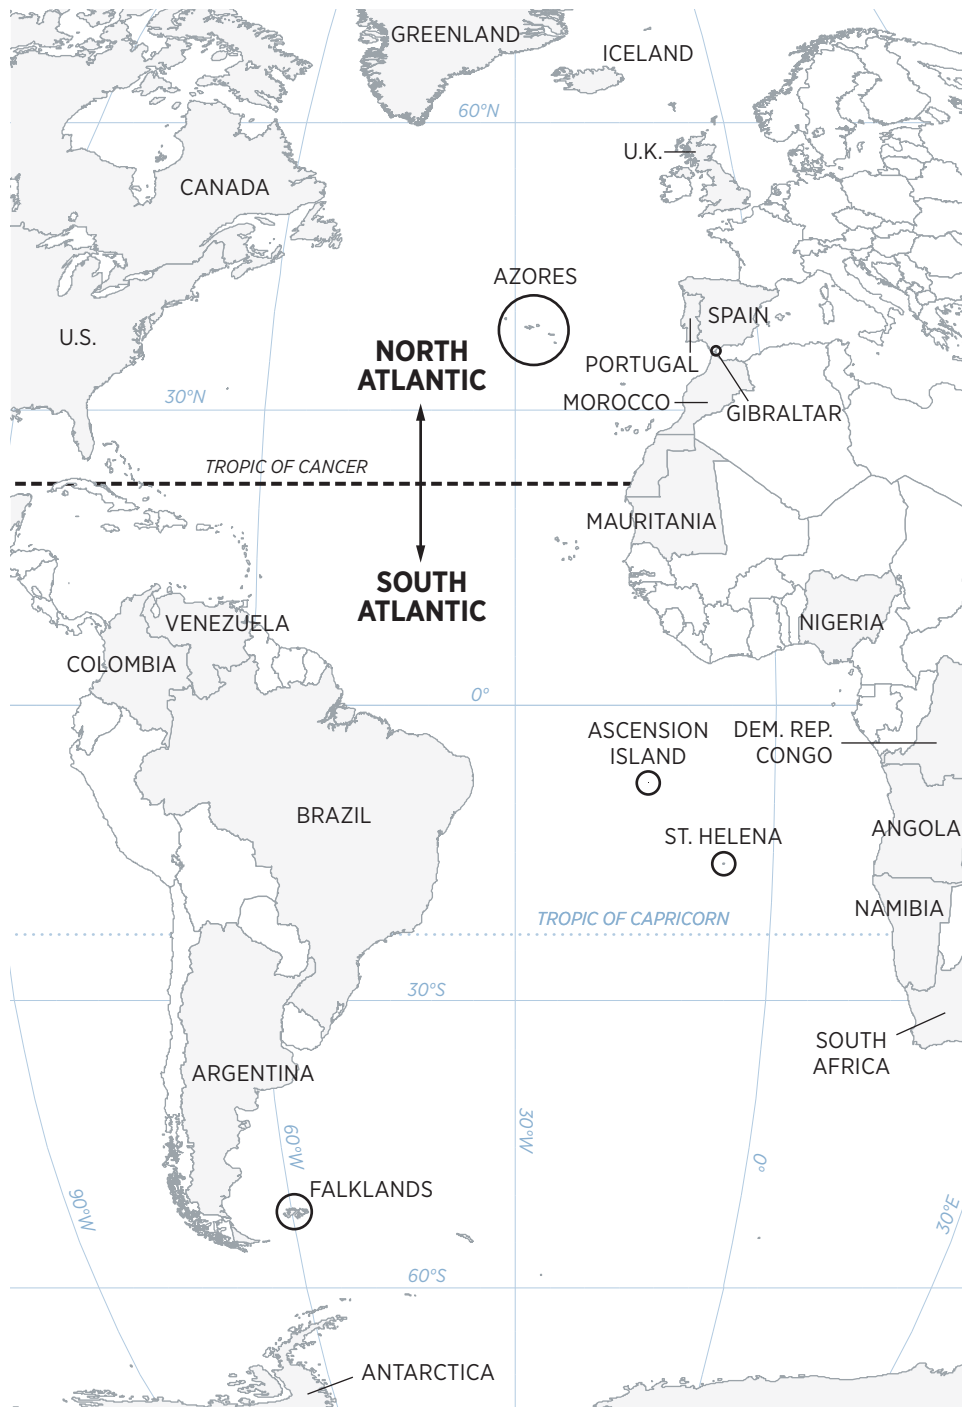 GREENLAND
ICELAND
60°N
U.K.
CANADA
AZORES
SPAIN
U.S.
NORTH
ATLANTIC
PORTUGAL
30°N
MOROCCO
GIBRALTAR
TROPIC OF CANCER
MAURITANIA
SOUTH
ATLANTIC
VENEZUELA
NIGERIA
COLOMBIA
0°
ASCENSION
ISLAND
DEM. REP.
CONGO
BRAZIL
ANGOLA
ST. HELENA
NAMIBIA
TROPIC OF CAPRICORN
30°S
SOUTH
AFRICA
ARGENTINA
60°W
30°W
0°
FALKLANDS
90°W
30°E
60°S
ANTARCTICA